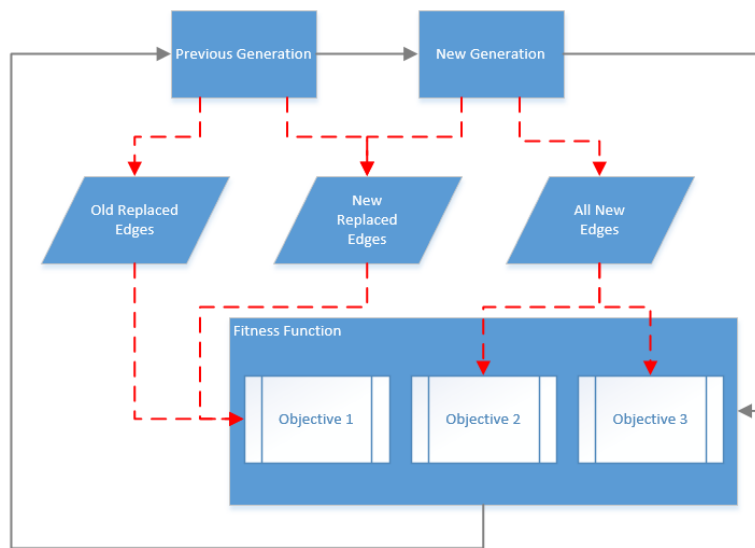 Previous Generation
New Generation
Old Replaced
Edges
New
Replaced
Edges
All New
Edges
Fitness Function
Objective 1
Objective 2
Objective 3